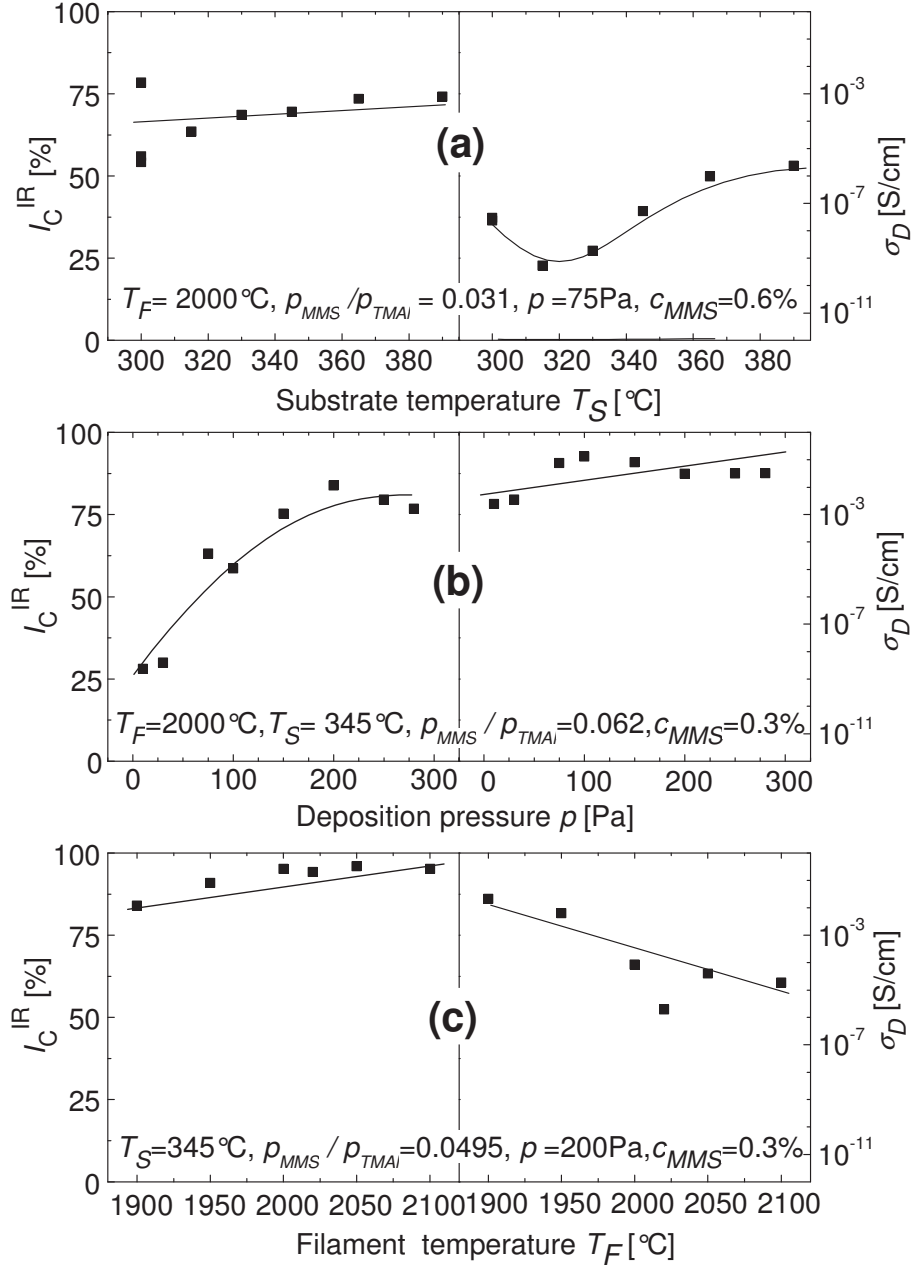 100
75
50
25
0
I_C^IR [%]
(a)
10^-3
10^-7
10^-11
σ_D [S/cm]
T_F= 2000°C, p_MMS /p_TMAl = 0.031, p =75Pa, c_MMS=0.6%
300 320 340 360 380 300 320 340 360 380
Substrate temperature T_S [°C]
100
75
50
25
0
I_C^IR [%]
(b)
10^-3
10^-7
10^-11
σ_D [S/cm]
T_F=2000°C,T_S= 345°C, p_MMS / p_TMAl=0.062,c_MMS=0.3%
0 100 200 300 0 100 200 300
Deposition pressure p [Pa]
100
75
50
25
0
I_C^IR [%]
(c)
10^-3
10^-7
10^-11
σ_D [S/cm]
T_S=345°C, p_MMS / p_TMAl=0.0495, p =200Pa,c_MMS=0.3%
1900 1950 2000 2050 2100 1900 1950 2000 2050 2100
Filament temperature T_F [°C]